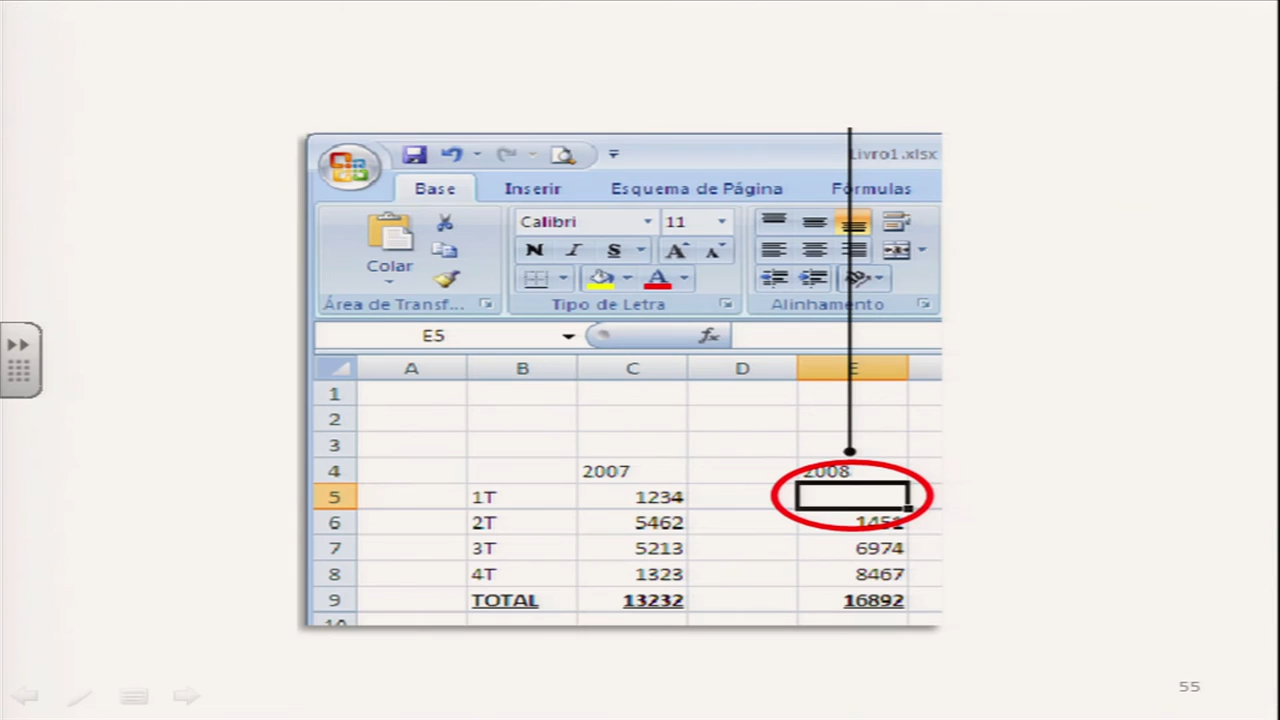 Livro1.xlsx
Base Inserir Esquema de Página Fórmulas
Calibri 11
Colar
N I S A A
A
Área de Transf... Tipo de Letra Alinhamento
E5 fx
A B C D E
1
2
3
4 2007 2008
5 1T 1234
6 2T 5462 1451
7 3T 5213 6974
8 4T 1323 8467
9 TOTAL 13232 16892
10
55